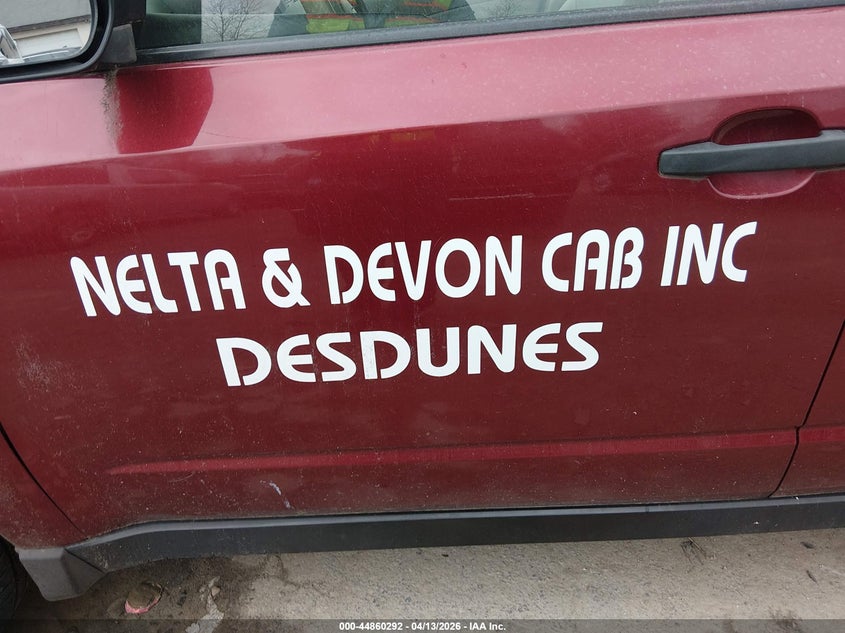 NELTA & DEVON CAB INC
DESDUNES
000-44860292 - 04/13/2026 - IAA Inc.